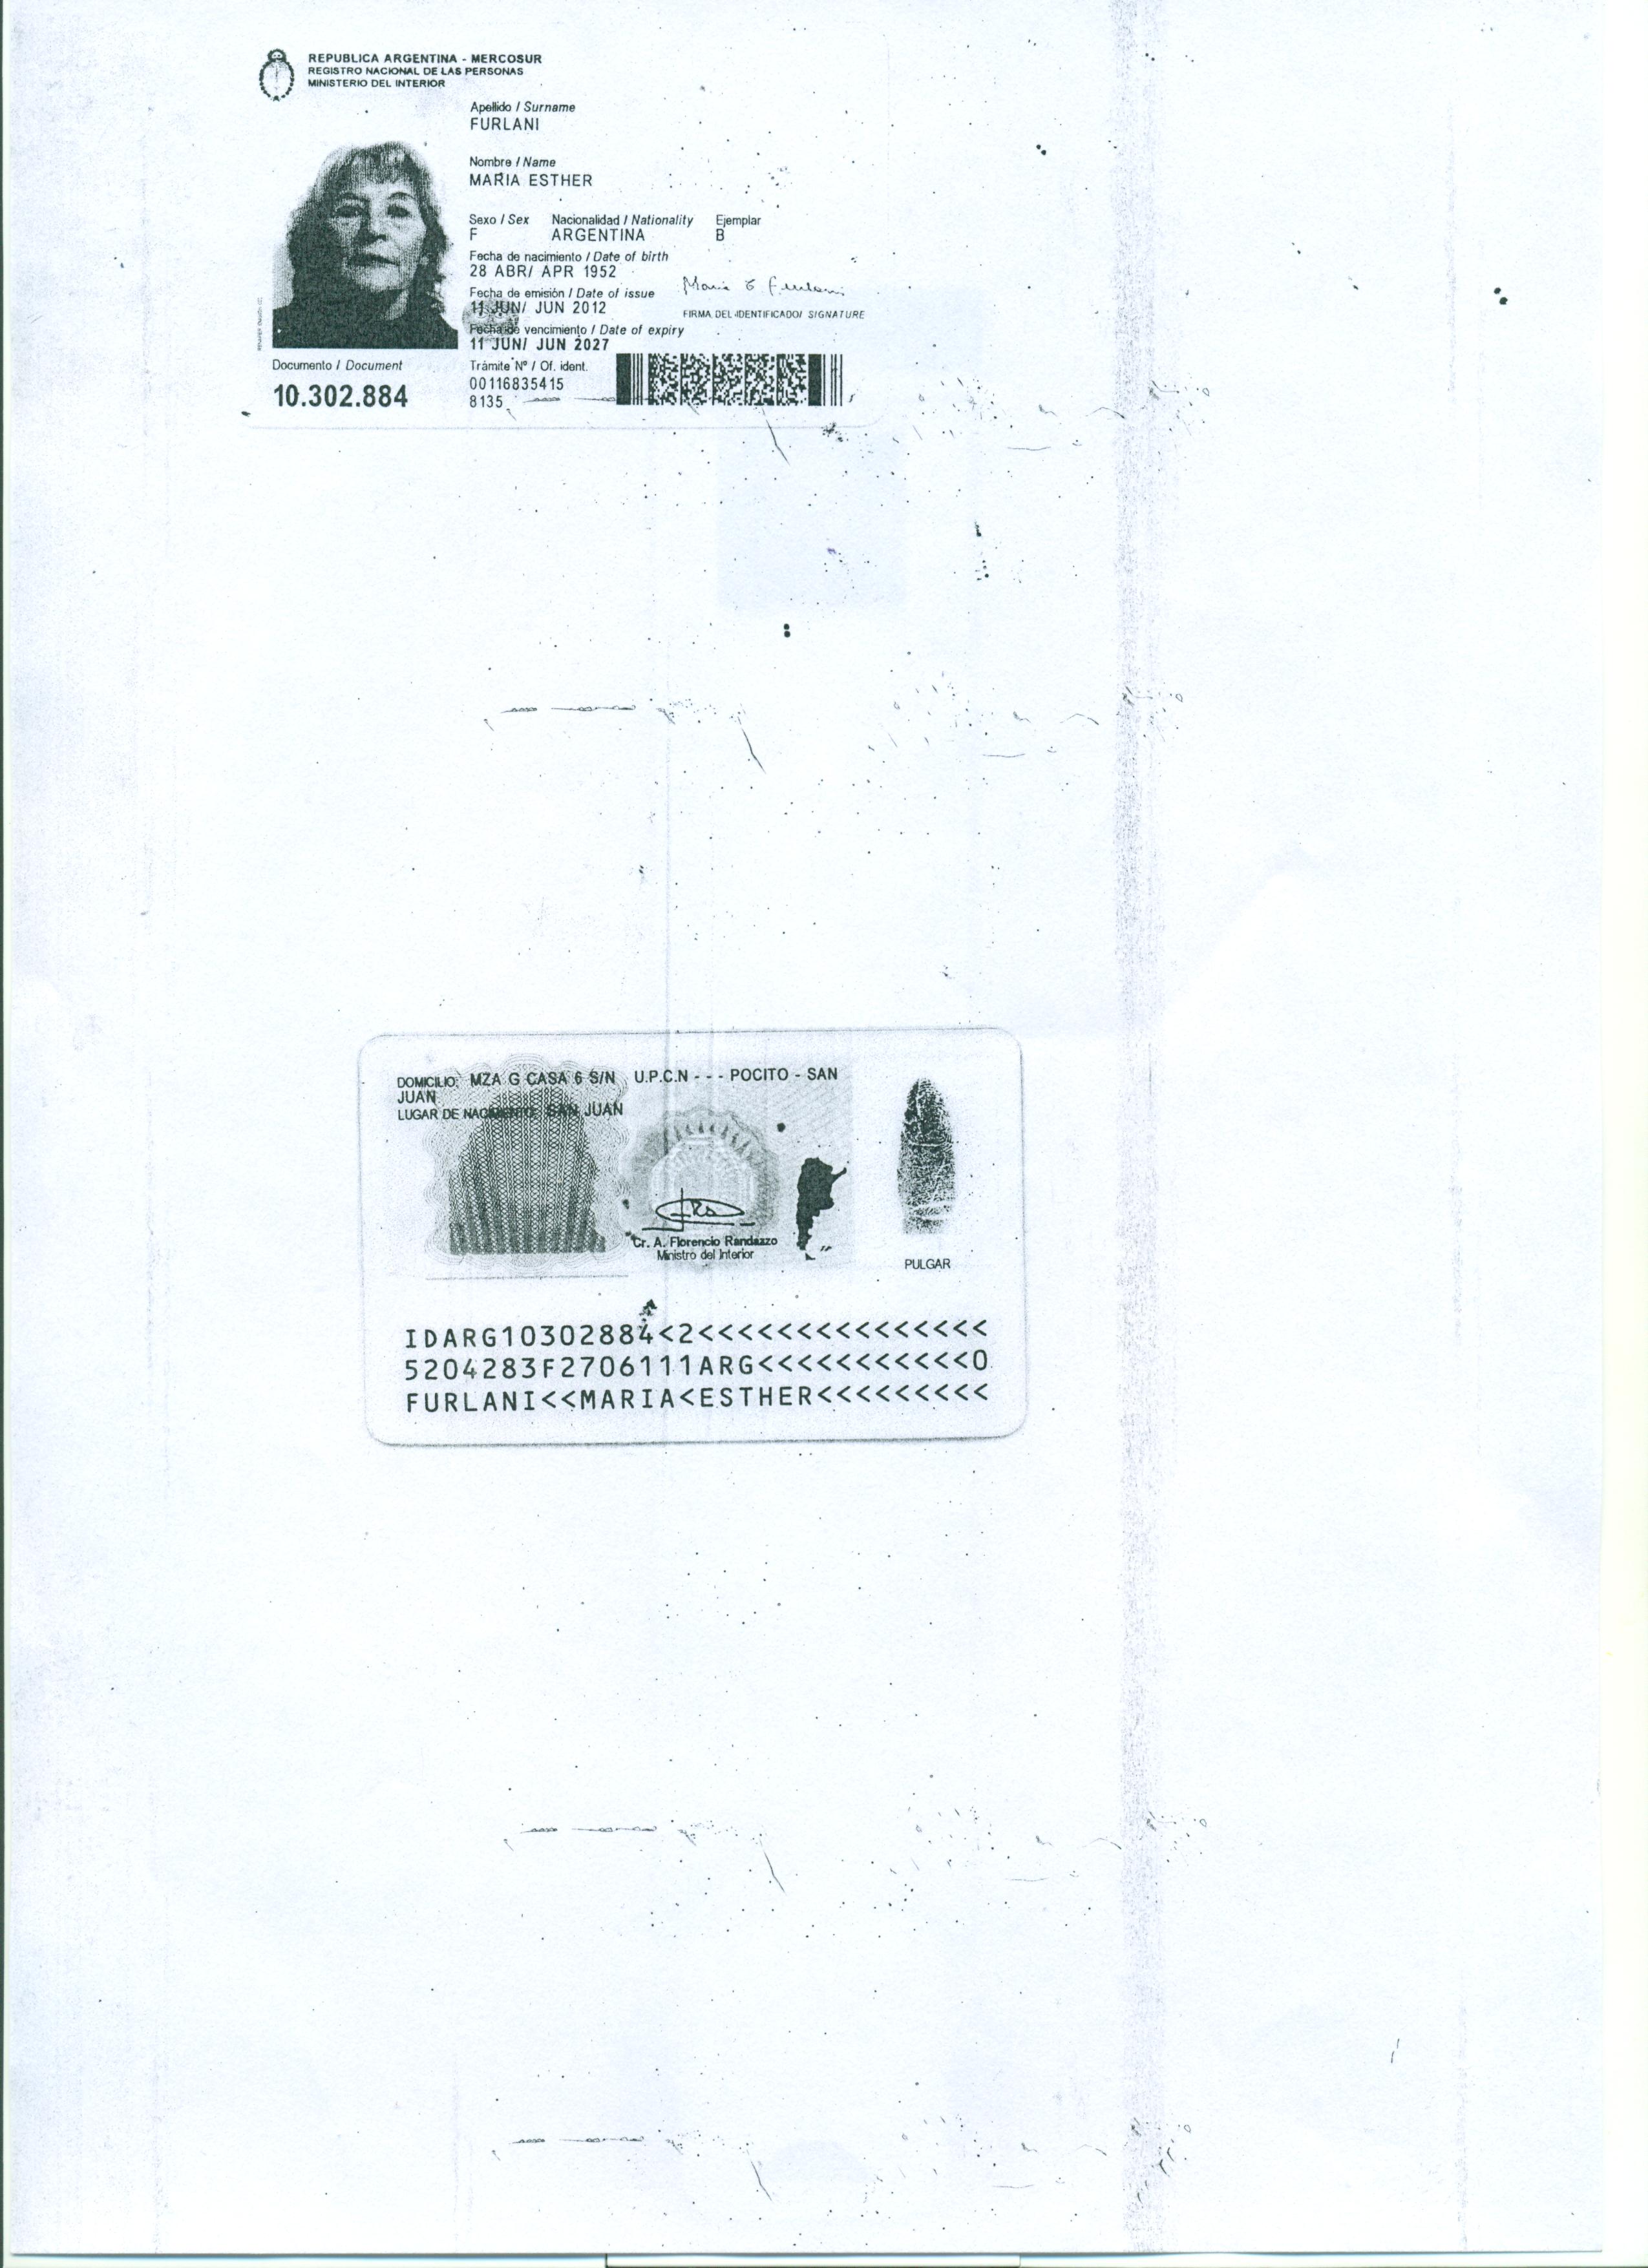 REPUBLICA ARGENTINA - MERCOSUR
REGISTRO NACIONAL DE LAS PERSONAS
MINISTERIO DEL INTERIOR
Apellido / Surname
FURLANI
Nombre / Name
MARIA ESTHER
Sexo / Sex Nacionalidad / Nationality Ejemplar
F ARGENTINA B
Fecha de nacimiento / Date of birth
28 ABR/ APR 1952
Fecha de emisión / Date of issue
11 JUN/ JUN 2012
Maria E Furlani
FIRMA DEL IDENTIFICADO/ SIGNATURE
Fecha de vencimiento / Date of expiry
11 JUN/ JUN 2027
Documento / Document
10.302.884
Trámite Nº / Of. ident.
00116835415
8135
DOMICILIO: MZA G CASA 6 S/N U.P.C.N - - - POCITO - SAN
JUAN
LUGAR DE NACIMIENTO: SAN JUAN
Cr. A. Florencio Randazzo
Ministro del Interior
PULGAR
IDARG10302884<2<<<<<<<<<<<<<<<
5204283F2706111ARG<<<<<<<<<<<0
FURLANI<<MARIA<ESTHER<<<<<<<<<